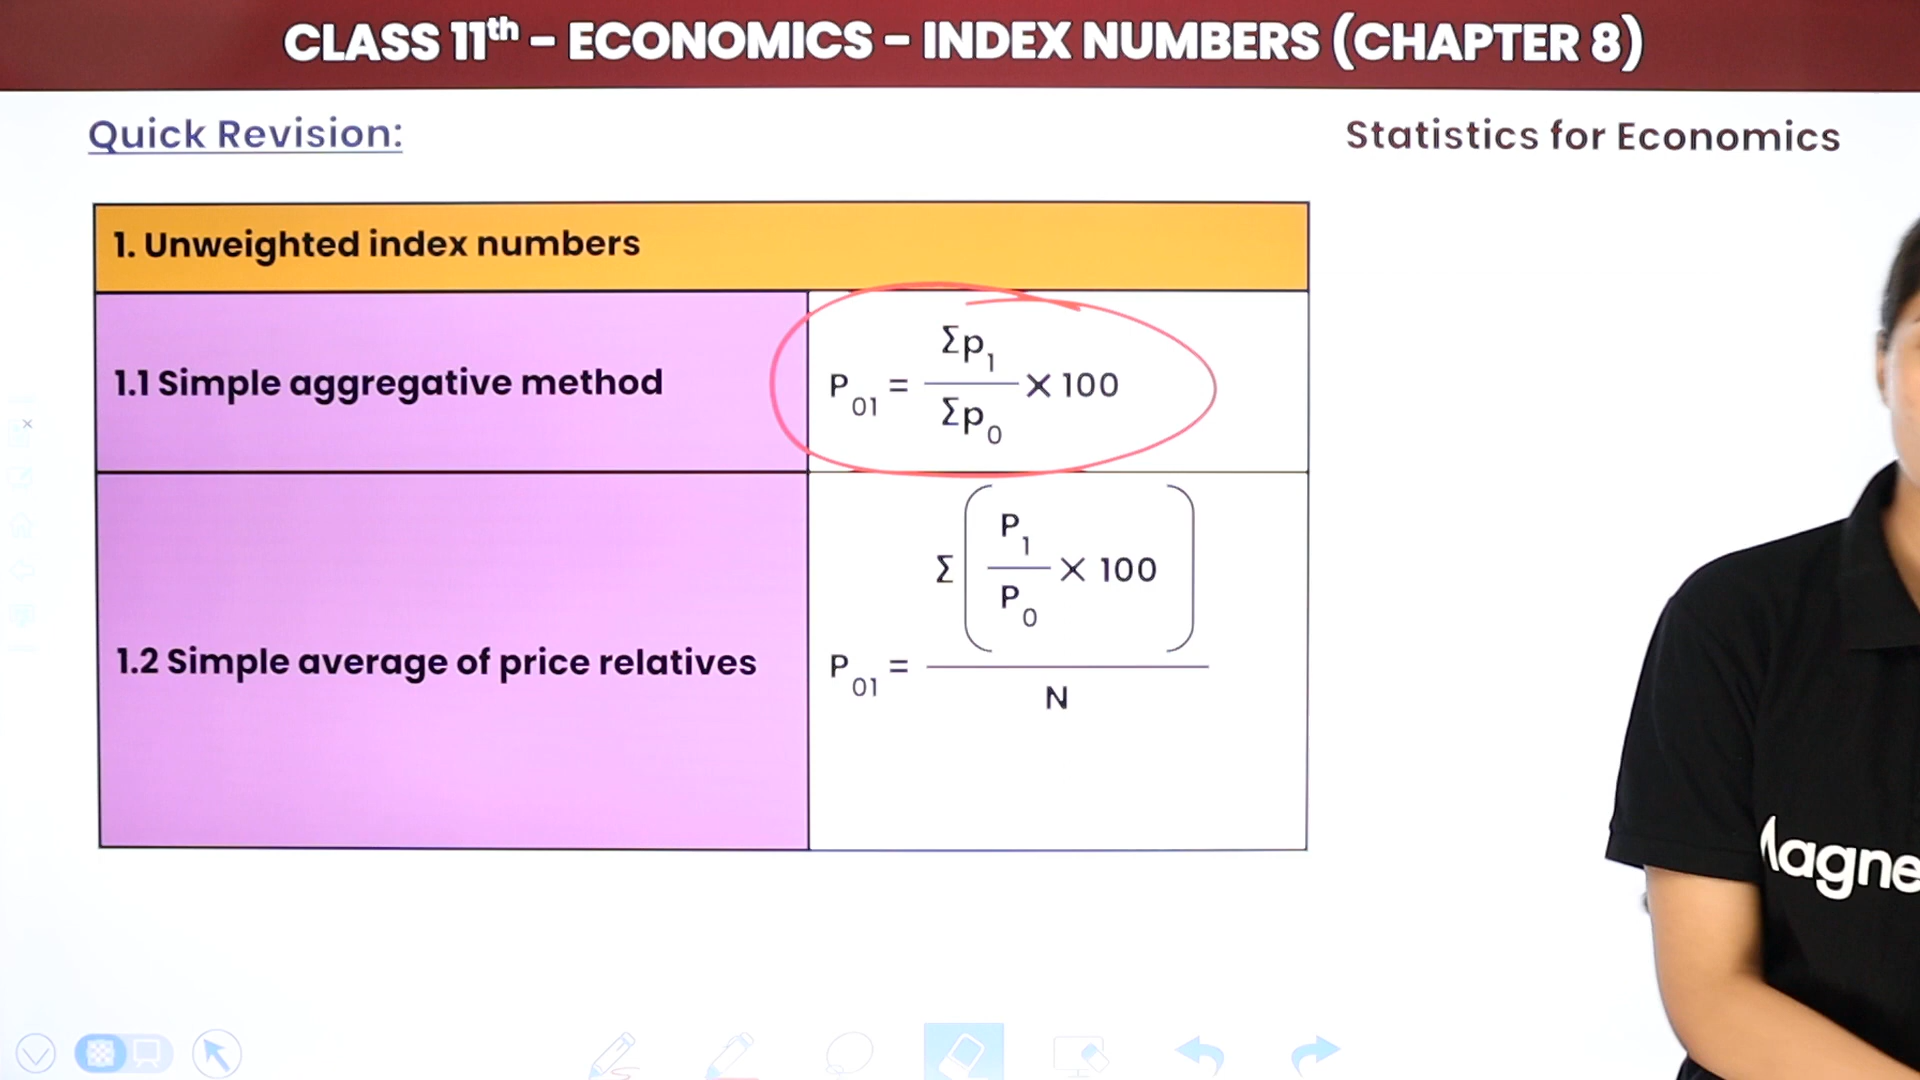 CLASS 11th – ECONOMICS – INDEX NUMBERS (CHAPTER 8)
Quick Revision:
Statistics for Economics
1. Unweighted index numbers
1.1 Simple aggregative method
P01 = Σp1 / Σp0 × 100
1.2 Simple average of price relatives
P01 = Σ (P1 / P0 × 100) / N